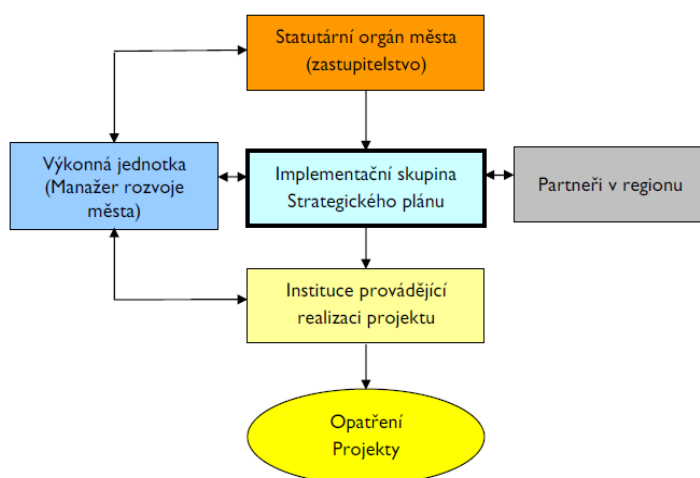 Statutární orgán města
(zastupitelstvo)
Výkonná jednotka
(Manažer rozvoje
města)
Implementační skupina
Strategického plánu
Partneři v regionu
Instituce provádějící
realizaci projektu
Opatření
Projekty